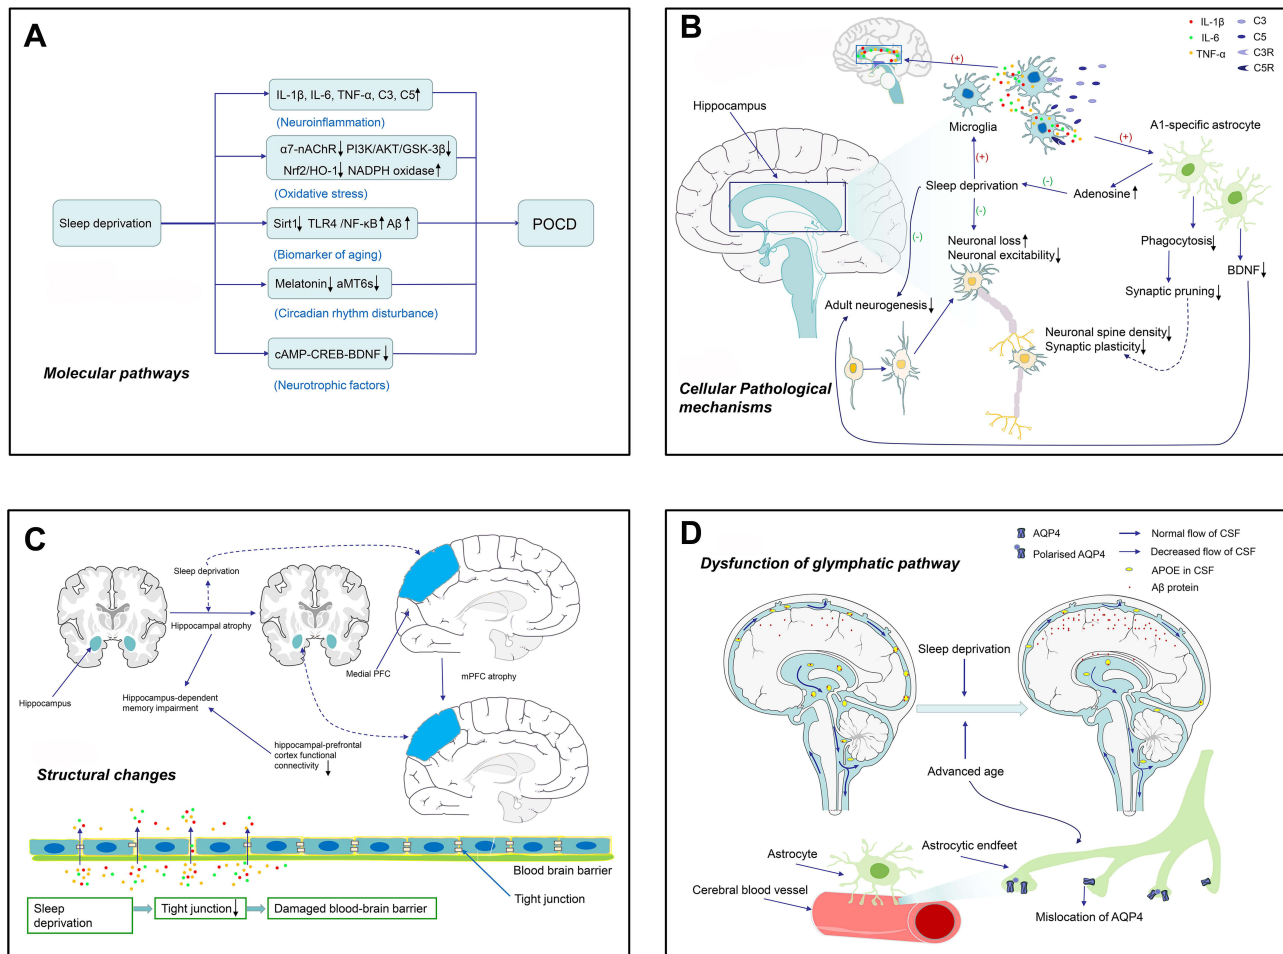 A
IL-1β, IL-6, TNF-α, C3, C5↑
(Neuroinflammation)
α7-nAChR↓ PI3K/AKT/GSK-3β↓
Nrf2/HO-1↓ NADPH oxidase↑
(Oxidative stress)
Sleep deprivation
Sirt1↓ TLR4 /NF-κB↑ Aβ↑
POCD
(Biomarker of aging)
Melatonin↓ aMT6s↓
(Circadian rhythm disturbance)
cAMP-CREB-BDNF↓
(Neurotrophic factors)
Molecular pathways
B
IL-1β
C3
IL-6
C5
TNF-α
C3R
C5R
(+)
Hippocampus
Microglia
(+)
A1-specific astrocyte
(+)
Sleep deprivation
(-)
Adenosine↑
(-)
(-)
Neuronal loss↑
Neuronal excitability↓
Phagocytosis↓
BDNF↓
Adult neurogenesis↓
Synaptic pruning↓
Neuronal spine density↓
Synaptic plasticity↓
Cellular Pathological
mechanisms
C
Sleep deprivation
Hippocampal atrophy
Medial PFC
mPFC atrophy
Hippocampus
Hippocampus-dependent
memory impairment
hippocampal-prefrontal
cortex functional
connectivity↓
Structural changes
Blood brain barrier
Tight junction
Sleep
deprivation
Tight junction↓
Damaged blood-brain barrier
D
Dysfunction of glymphatic pathway
AQP4
Polarised AQP4
Normal flow of CSF
Decreased flow of CSF
APOE in CSF
Aβ protein
Sleep deprivation
Advanced age
Astrocyte
Astrocytic endfeet
Cerebral blood vessel
Mislocation of AQP4